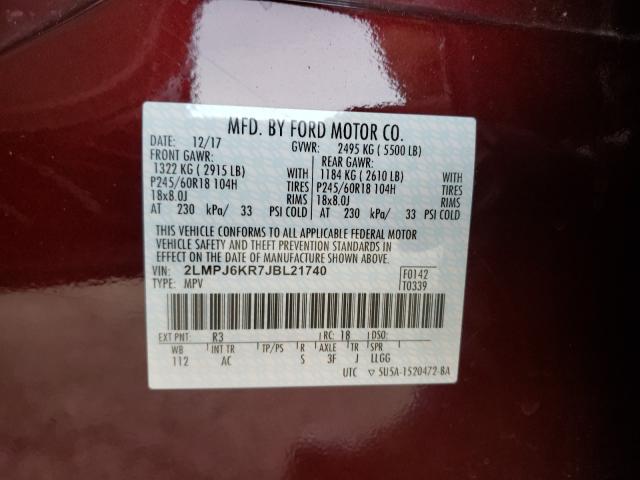 MFD. BY FORD MOTOR CO.
DATE: 12/17 GVWR: 2495 KG ( 5500 LB)
FRONT GAWR: REAR GAWR:
1322 KG ( 2915 LB) WITH 1184 KG ( 2610 LB) WITH
P245/60R18 104H TIRES P245/60R18 104H TIRES
18x8.0J RIMS 18x8.0J RIMS
AT 230 kPa/ 33 PSI COLD AT 230 kPa/ 33 PSI COLD
THIS VEHICLE CONFORMS TO ALL APPLICABLE FEDERAL MOTOR
VEHICLE SAFETY AND THEFT PREVENTION STANDARDS IN
EFFECT ON THE DATE OF MANUFACTURE SHOWN ABOVE.
VIN: 2LMPJ6KR7JBL21740 F0142
TYPE: MPV T0339
EXT PNT: R3 RC: 18 DSO:
WB INT TR TP/PS R AXLE TR SPR
112 AC S 3F J LLGG
UTC ▽ 5U5A-1520472-BA